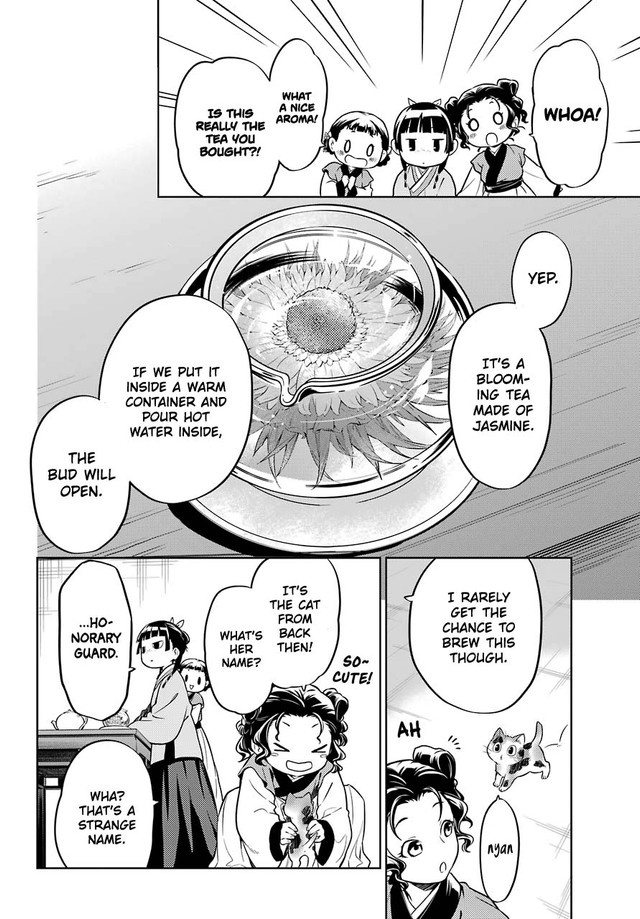 WHOA!
WHAT
A NICE
AROMA!
IS THIS
REALLY THE
TEA YOU
BOUGHT?!
YEP.
IT'S A
BLOOM-
ING TEA
MADE OF
JASMINE.
IF WE PUT IT
INSIDE A WARM
CONTAINER AND
POUR HOT
WATER INSIDE,
THE
BUD WILL
OPEN.
I RARELY
GET THE
CHANCE TO
BREW THIS
THOUGH.
AH
NYAN
IT'S
THE CAT
FROM
BACK
THEN!
WHAT'S
HER
NAME?
SO~
CUTE!
...HO-
NORARY
GUARD.
WHA?
THAT'S A
STRANGE
NAME.